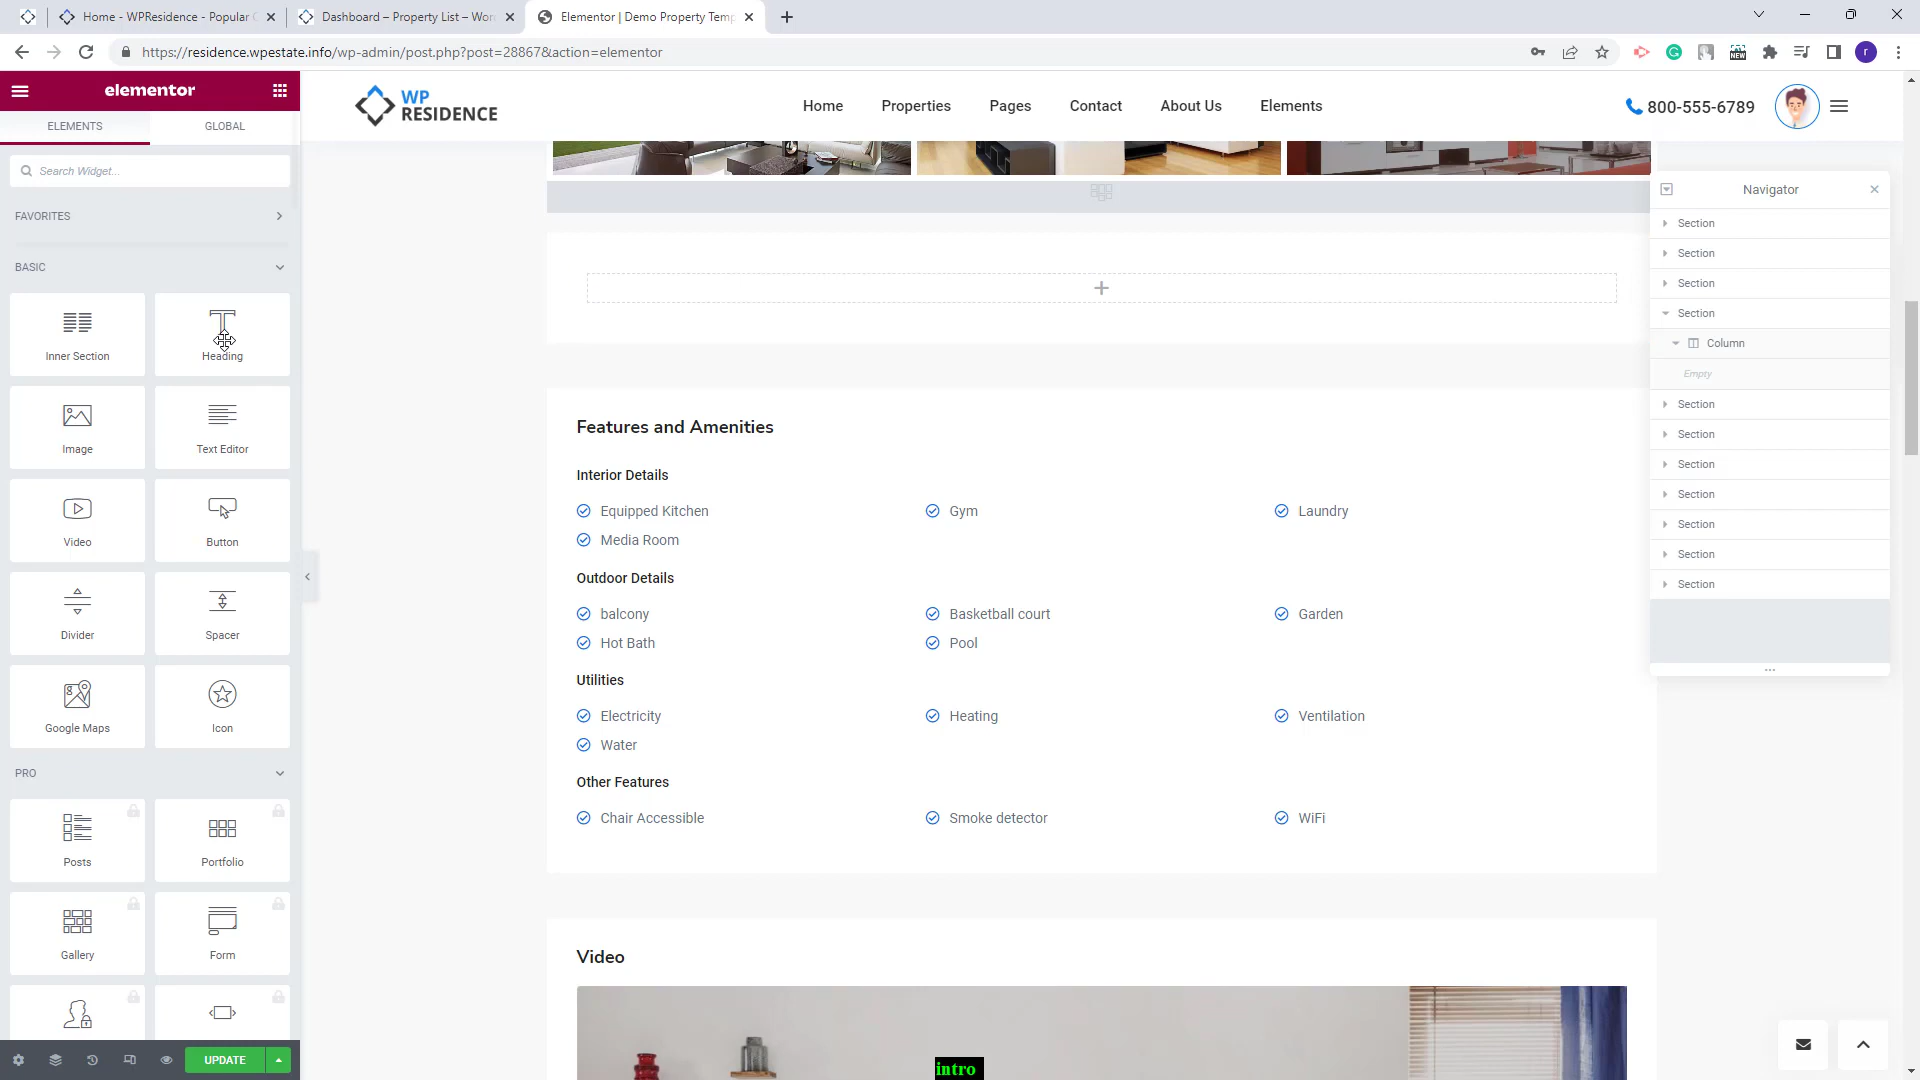 Home - WPResidence - Popular
Dashboard – Property List – Wor
Elementor | Demo Property Temp
https://residence.wpestate.info/wp-admin/post.php?post=28867&action=elementor
NEW
r
elementor
WP
RESIDENCE
Home
Properties
Pages
Contact
About Us
Elements
800-555-6789
ELEMENTS
GLOBAL
Search Widget...
FAVORITES
BASIC
Inner Section
Heading
Image
Text Editor
Video
Button
Divider
Spacer
Google Maps
Icon
PRO
Posts
Portfolio
Gallery
Form
UPDATE
Navigator
Section
Section
Section
Section
Column
Empty
Section
Section
Section
Section
Section
Section
Section
Features and Amenities
Interior Details
Equipped Kitchen
Gym
Laundry
Media Room
Outdoor Details
balcony
Basketball court
Garden
Hot Bath
Pool
Utilities
Electricity
Heating
Ventilation
Water
Other Features
Chair Accessible
Smoke detector
WiFi
Video
intro